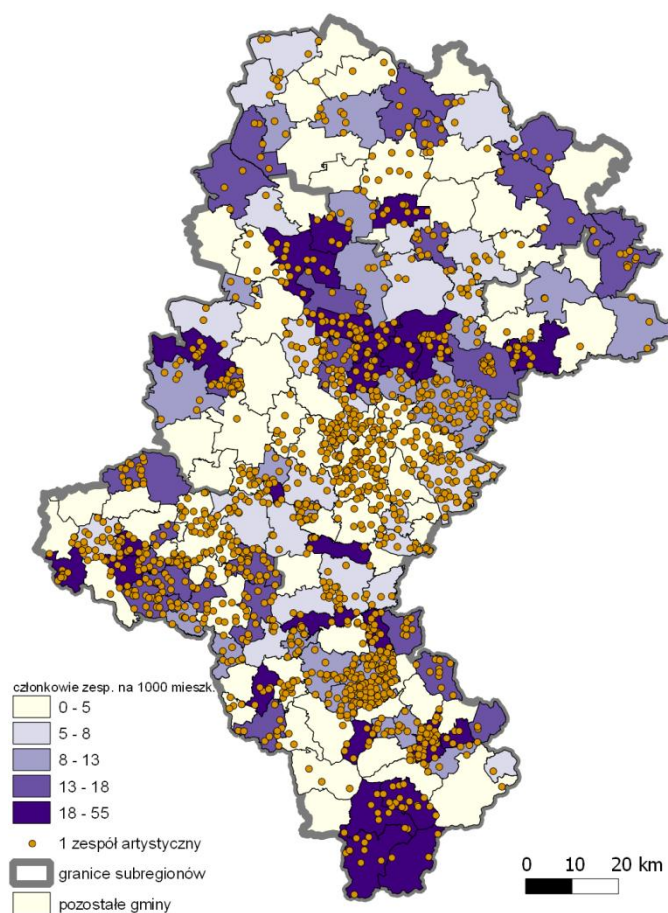 członkowie zesp. na 1000 mieszk.
0 - 5
5 - 8
8 - 13
13 - 18
18 - 55
1 zespół artystyczny
granice subregionów
pozostałe gminy
0 10 20 km